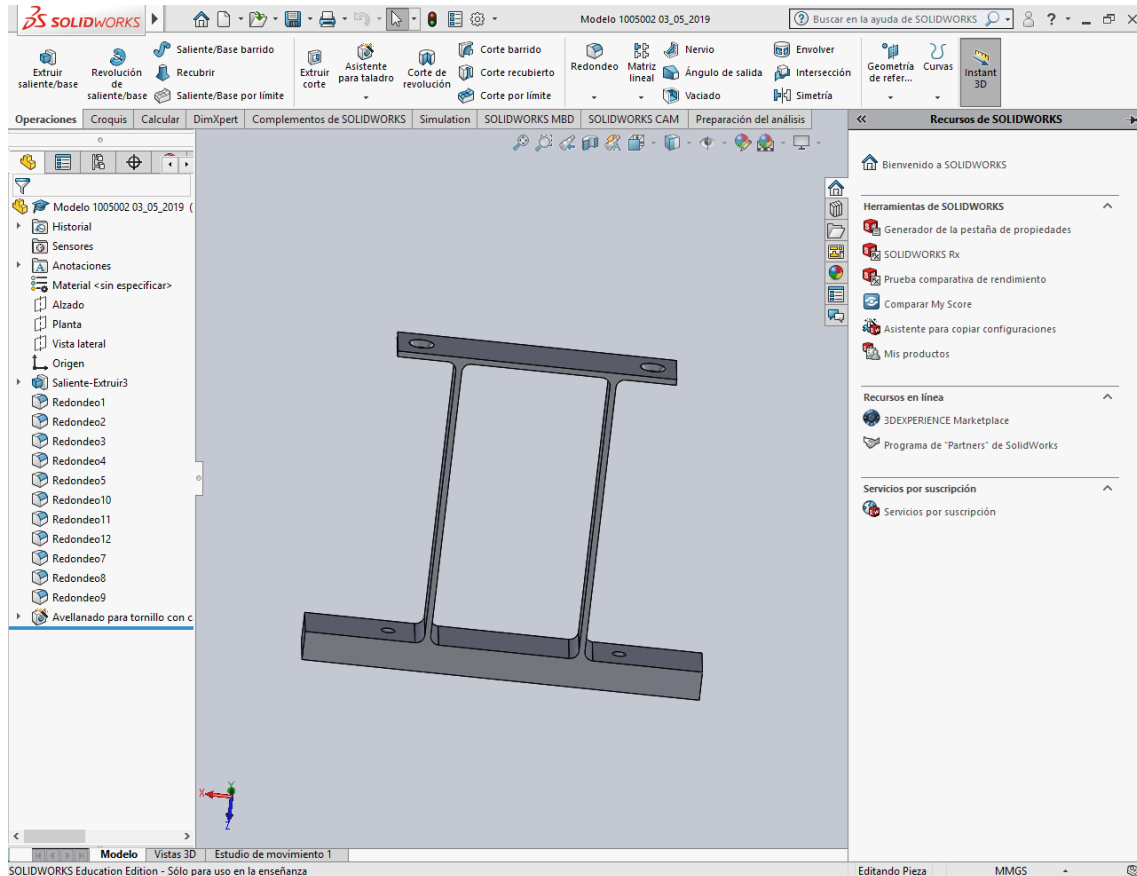 SOLIDWORKS
Modelo 1005002 03_05_2019
Buscar en la ayuda de SOLIDWORKS
?
Extruir saliente/base
Revolución de saliente/base
Saliente/Base barrido
Recubrir
Saliente/Base por límite
Extruir corte
Asistente para taladro
Corte de revolución
Corte barrido
Corte recubierto
Corte por límite
Redondeo
Matriz lineal
Nervio
Ángulo de salida
Vaciado
Envolver
Intersección
Simetría
Geometría de refer...
Curvas
Instant 3D
Operaciones
Croquis
Calcular
DimXpert
Complementos de SOLIDWORKS
Simulation
SOLIDWORKS MBD
SOLIDWORKS CAM
Preparación del análisis
Modelo 1005002 03_05_2019 (
Historial
Sensores
Anotaciones
Material <sin especificar>
Alzado
Planta
Vista lateral
Origen
Saliente-Extruir3
Redondeo1
Redondeo2
Redondeo3
Redondeo4
Redondeo5
Redondeo10
Redondeo11
Redondeo12
Redondeo7
Redondeo8
Redondeo9
Avellanado para tornillo con c
X
Y
Z
Recursos de SOLIDWORKS
Bienvenido a SOLIDWORKS
Herramientas de SOLIDWORKS
Generador de la pestaña de propiedades
SOLIDWORKS Rx
Prueba comparativa de rendimiento
Comparar My Score
Asistente para copiar configuraciones
Mis productos
Recursos en línea
3DEXPERIENCE Marketplace
Programa de "Partners" de SolidWorks
Servicios por suscripción
Servicios por suscripción
Modelo
Vistas 3D
Estudio de movimiento 1
SOLIDWORKS Education Edition - Sólo para uso en la enseñanza
Editando Pieza
MMGS